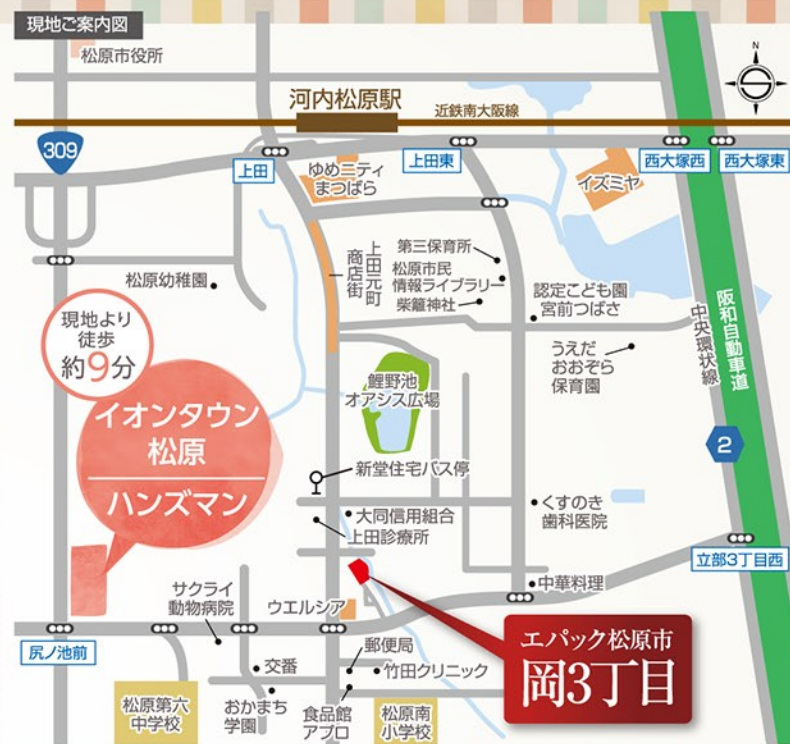 現地ご案内図
松原市役所
N
S
河内松原駅
近鉄南大阪線
309
上田
ゆめニティ
まつばら
上田東
イズミヤ
西大塚西
西大塚東
上田元町
商店街
第三保育所
松原市民
情報ライブラリー
柴籬神社
松原幼稚園
認定こども園
宮前つばさ
うえだ
おおぞら
保育園
阪和自動車道
中央環状線
2
現地より
徒歩
約9分
イオンタウン
松原
ハンズマン
鯉野池
オアシス広場
新堂住宅バス停
大同信用組合
上田診療所
くすのき
歯科医院
立部3丁目西
中華料理
サクライ
動物病院
ウエルシア
エパック松原市
岡3丁目
尻ノ池前
郵便局
交番
竹田クリニック
松原第六
中学校
おかまち
学園
食品館
アプロ
松原南
小学校